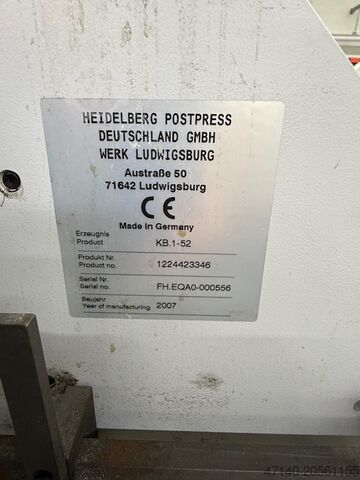 HEIDELBERG POSTPRESS
DEUTSCHLAND GMBH
WERK LUDWIGSBURG
Austraße 50
71642 Ludwigsburg
CE
Made in Germany
Erzeugnis
Product KB.1-52
Produkt Nr.
Product no. 1224423346
Serial Nr.
Serial no. FH.EQA0-000556
Baujahr
Year of manufacturing 2007
47140-20561155